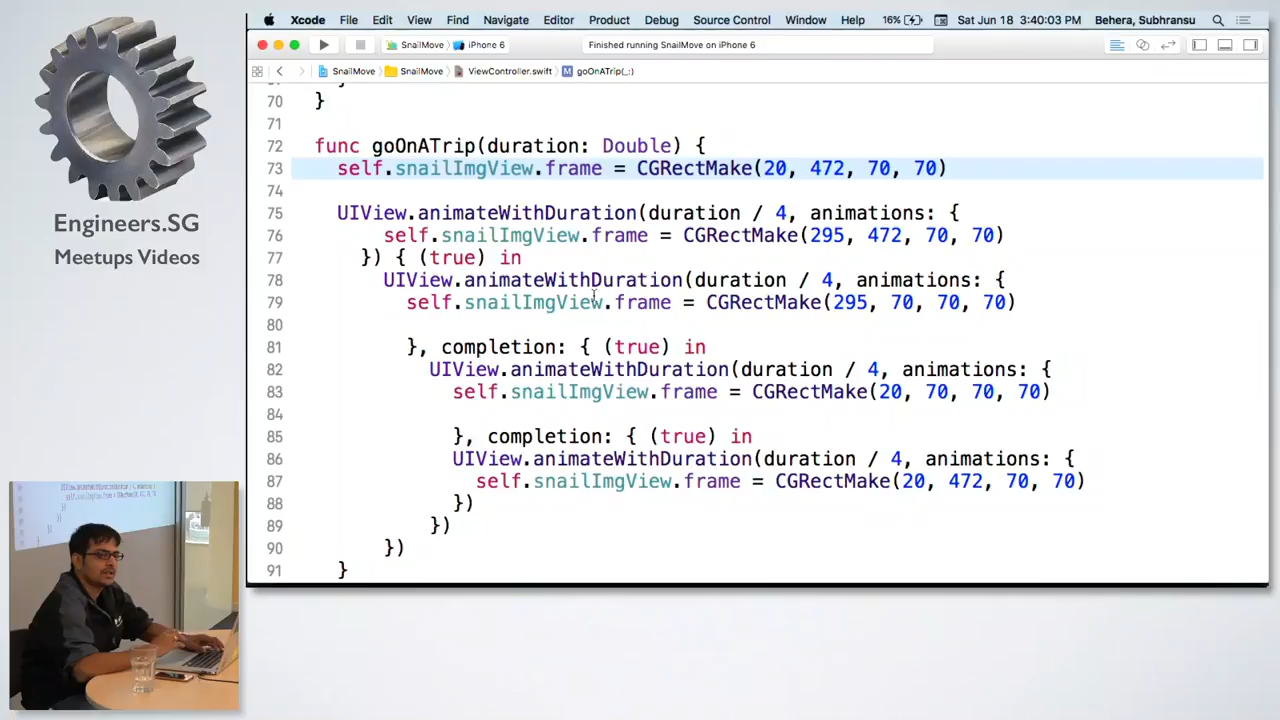 Xcode File Edit View Find Navigate Editor Product Debug Source Control Window Help 16% Sat Jun 18 3:40:03 PM Behera, Subhransu
SnailMove iPhone 6 Finished running SnailMove on iPhone 6
SnailMove SnailMove ViewController.swift M goOnATrip(_:)
70 }
71
72 func goOnATrip(duration: Double) {
73 self.snailImgView.frame = CGRectMake(20, 472, 70, 70)
74
75 UIView.animateWithDuration(duration / 4, animations: {
76 self.snailImgView.frame = CGRectMake(295, 472, 70, 70)
77 }) { (true) in
78 UIView.animateWithDuration(duration / 4, animations: {
79 self.snailImgView.frame = CGRectMake(295, 70, 70, 70)
80
81 }, completion: { (true) in
82 UIView.animateWithDuration(duration / 4, animations: {
83 self.snailImgView.frame = CGRectMake(20, 70, 70, 70)
84
85 }, completion: { (true) in
86 UIView.animateWithDuration(duration / 4, animations: {
87 self.snailImgView.frame = CGRectMake(20, 472, 70, 70)
88 })
89 })
90 })
91 }
Engineers.SG
Meetups Videos